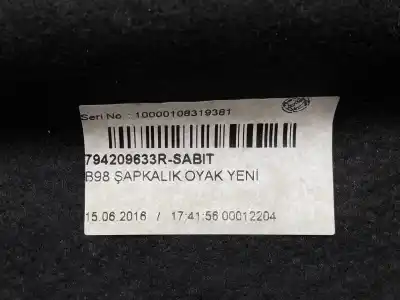 Seri No : 10000108319381
794209633R-SABIT
B98 ŞAPKALIK OYAK YENİ
15.06.2016 / 17:41:56 00012204